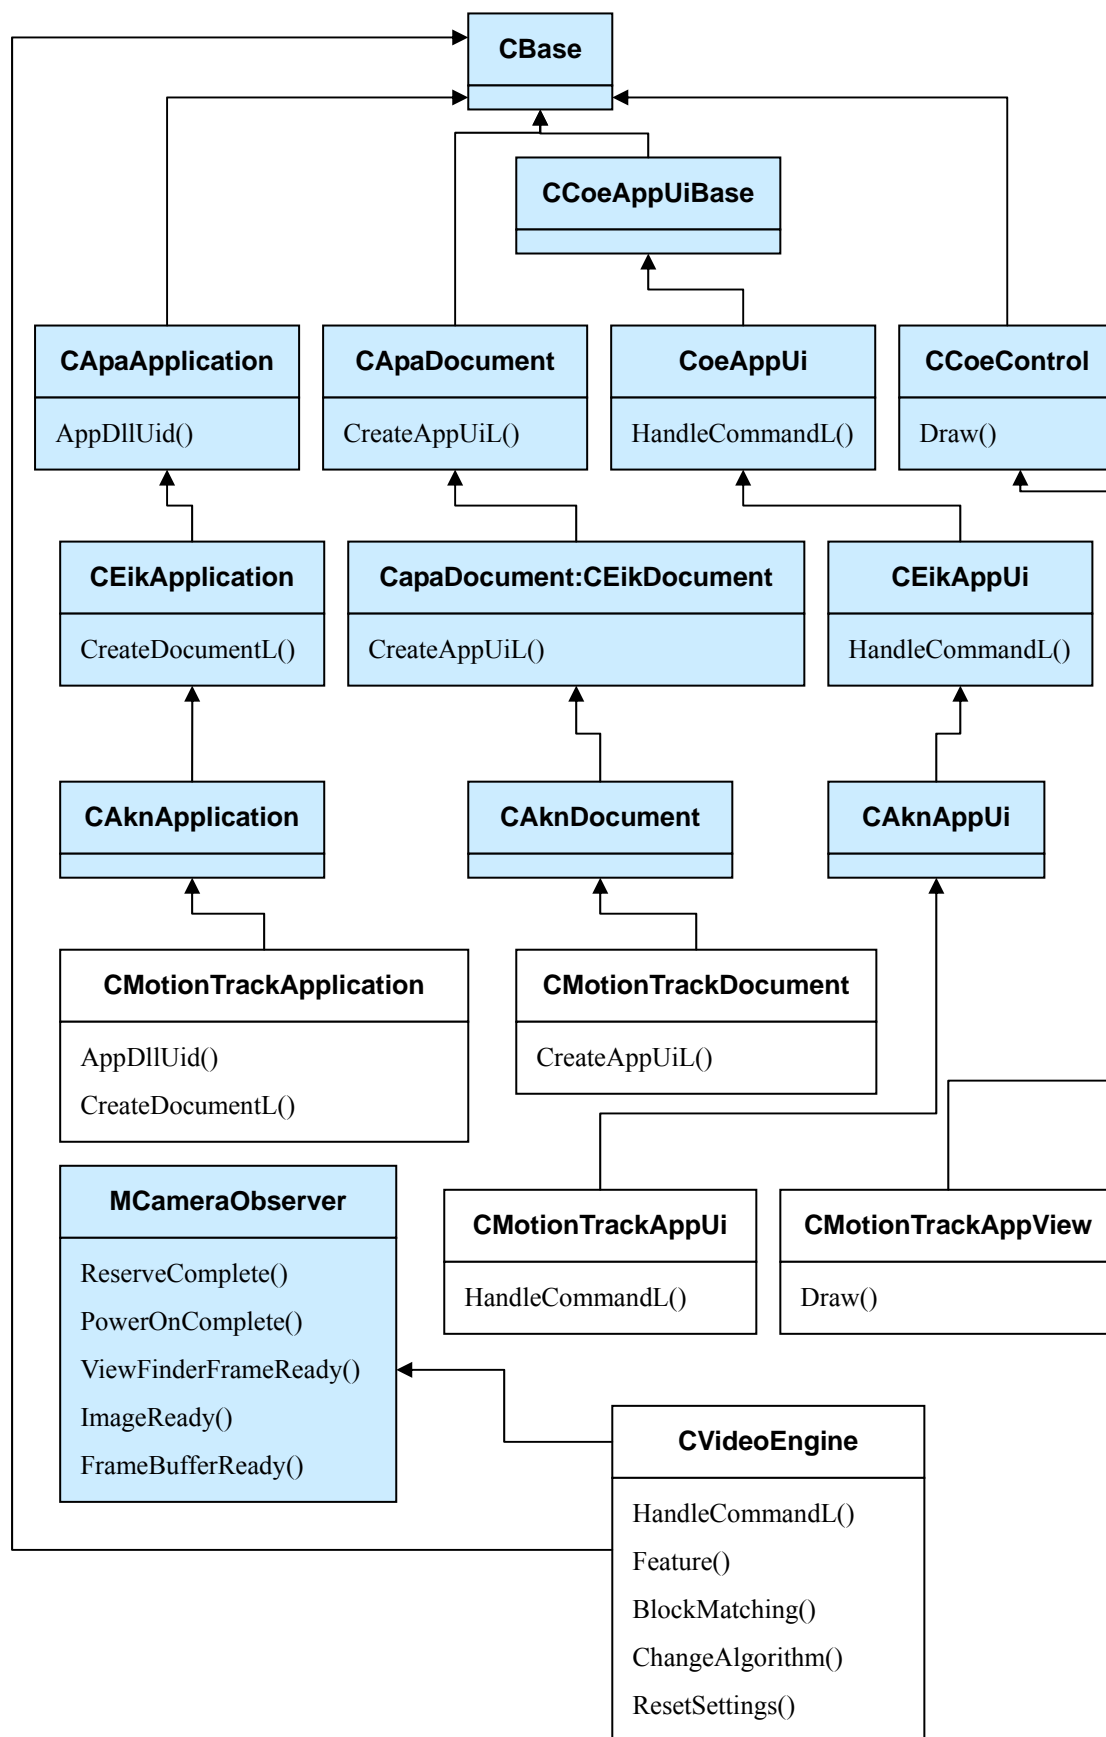 CBase
CCoeAppUiBase
CApaApplication
AppDllUid()
CApaDocument
CreateAppUiL()
CoeAppUi
HandleCommandL()
CCoeControl
Draw()
CEikApplication
CreateDocumentL()
CapaDocument:CEikDocument
CreateAppUiL()
CEikAppUi
HandleCommandL()
CAknApplication
CAknDocument
CAknAppUi
CMotionTrackApplication
AppDllUid()
CreateDocumentL()
CMotionTrackDocument
CreateAppUiL()
MCameraObserver
ReserveComplete()
PowerOnComplete()
ViewFinderFrameReady()
ImageReady()
FrameBufferReady()
CMotionTrackAppUi
HandleCommandL()
CMotionTrackAppView
Draw()
CVideoEngine
HandleCommandL()
Feature()
BlockMatching()
ChangeAlgorithm()
ResetSettings()